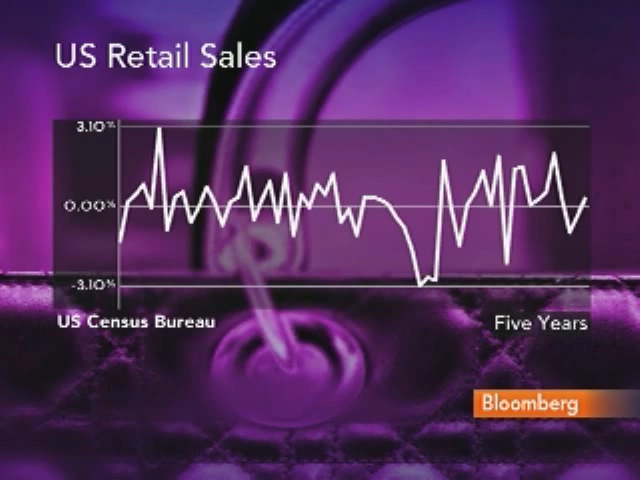 US Retail Sales
3.10%
0.00%
-3.10%
US Census Bureau
Five Years
Bloomberg